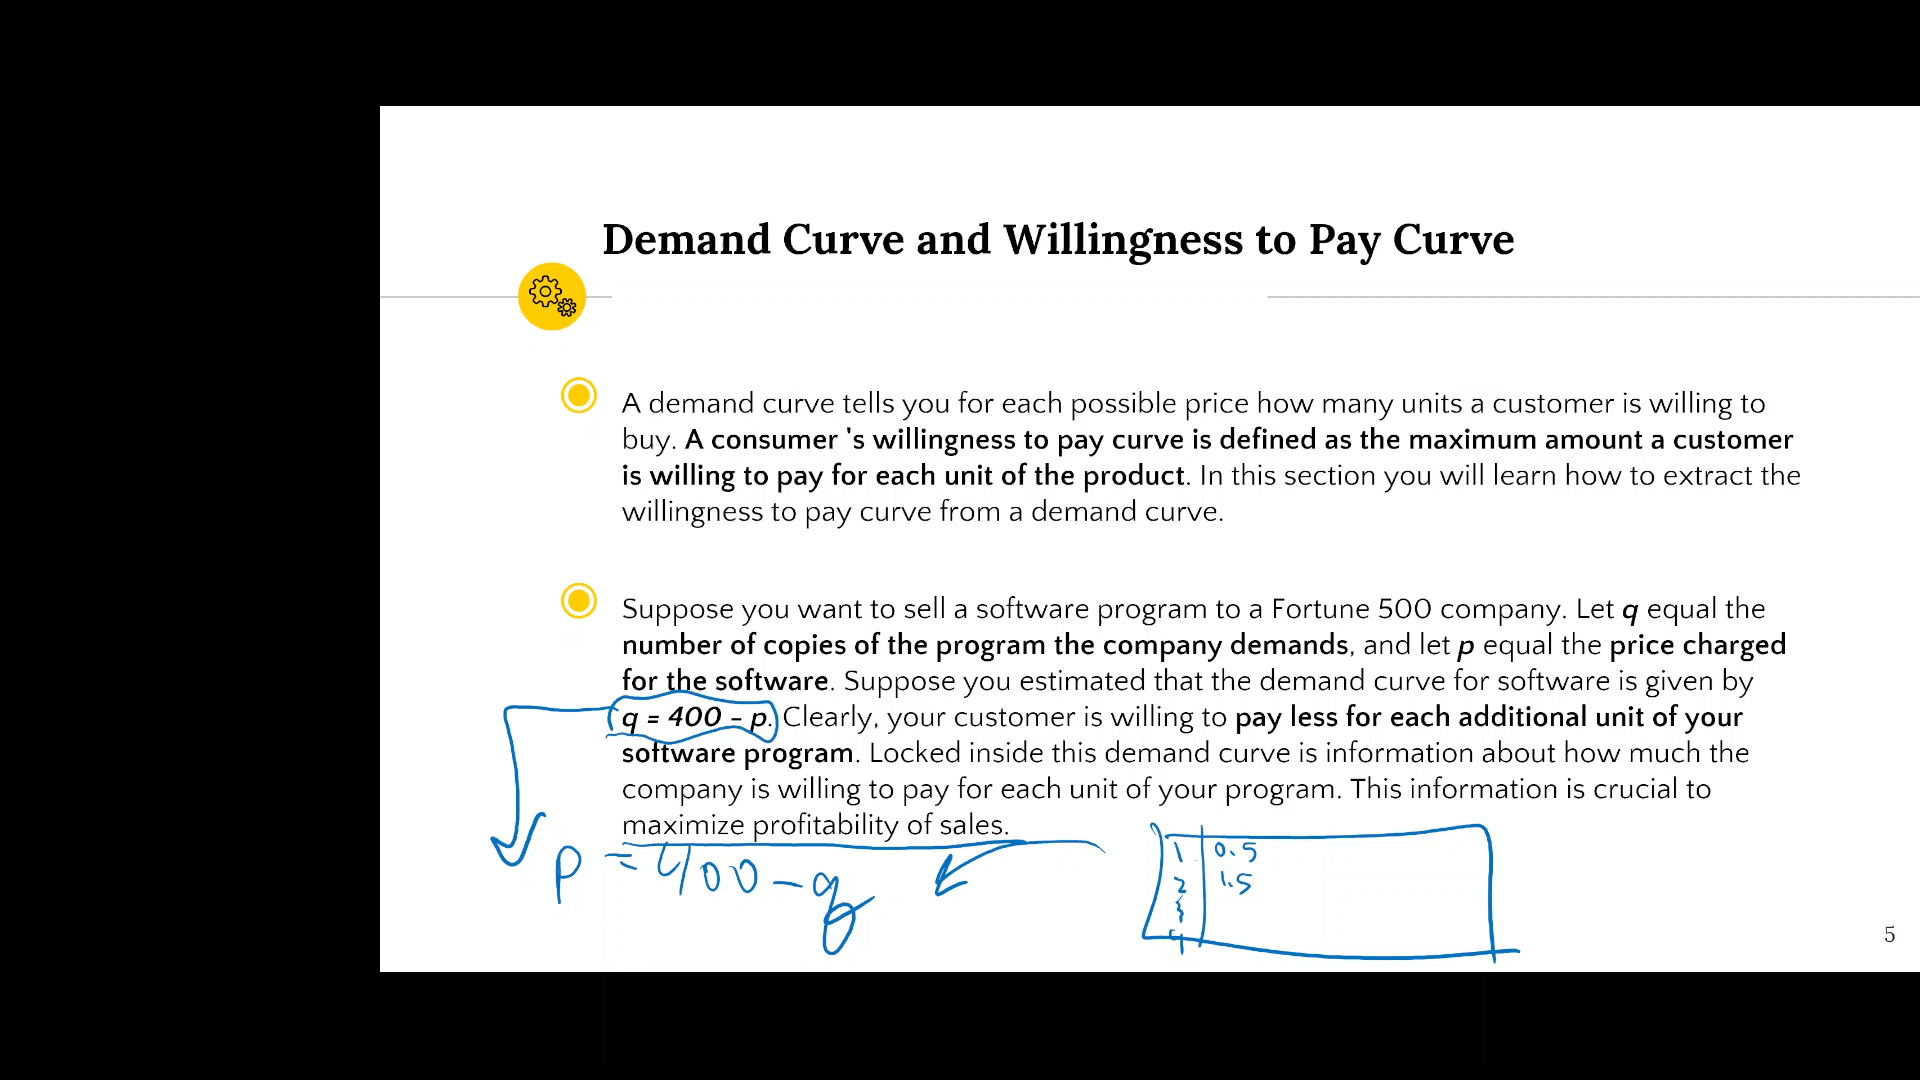 Demand Curve and Willingness to Pay Curve
A demand curve tells you for each possible price how many units a customer is willing to
buy. A consumer 's willingness to pay curve is defined as the maximum amount a customer
is willing to pay for each unit of the product. In this section you will learn how to extract the
willingness to pay curve from a demand curve.
Suppose you want to sell a software program to a Fortune 500 company. Let q equal the
number of copies of the program the company demands, and let p equal the price charged
for the software. Suppose you estimated that the demand curve for software is given by
q = 400 – p. Clearly, your customer is willing to pay less for each additional unit of your
software program. Locked inside this demand curve is information about how much the
company is willing to pay for each unit of your program. This information is crucial to
maximize profitability of sales.
p = 400 - q
1 0.5
2 1.5
3
4
5